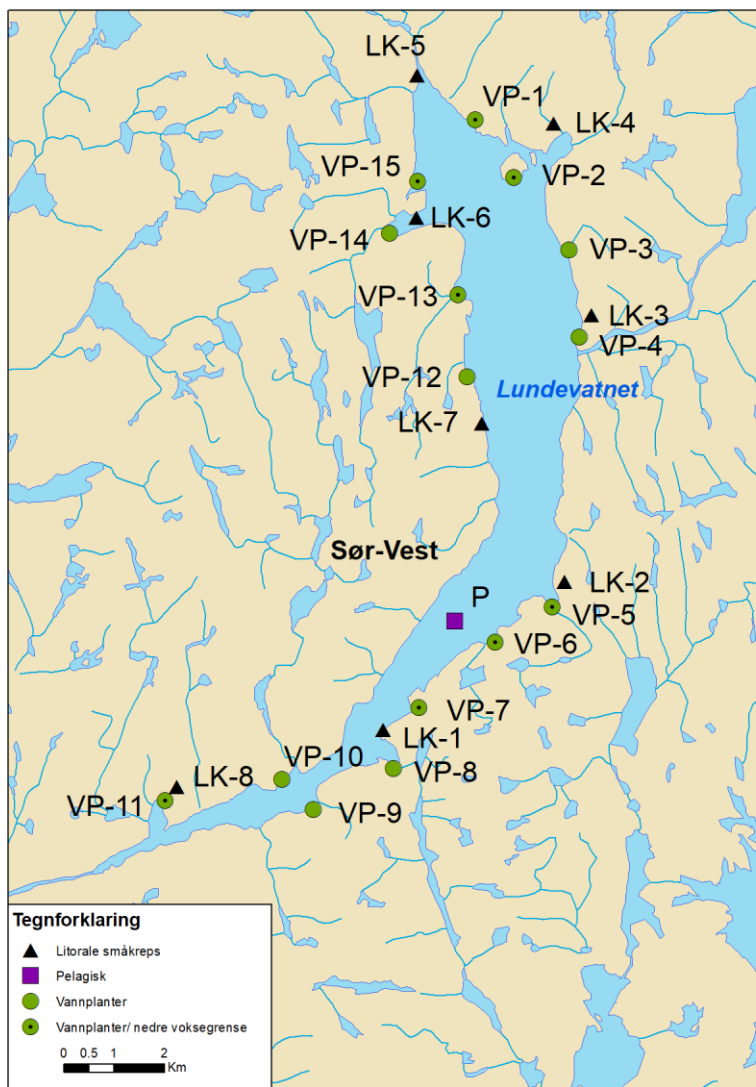 LK-5
VP-1
LK-4
VP-15
VP-2
LK-6
VP-14
VP-3
VP-13
LK-3
VP-4
VP-12
Lundevatnet
LK-7
Sør-Vest
LK-2
P
VP-5
VP-6
VP-7
LK-1
VP-10
VP-8
LK-8
VP-11
VP-9
Tegnforklaring
Litorale småkreps
Pelagisk
Vannplanter
Vannplanter/ nedre voksegrense
0 0.5 1 2
Km